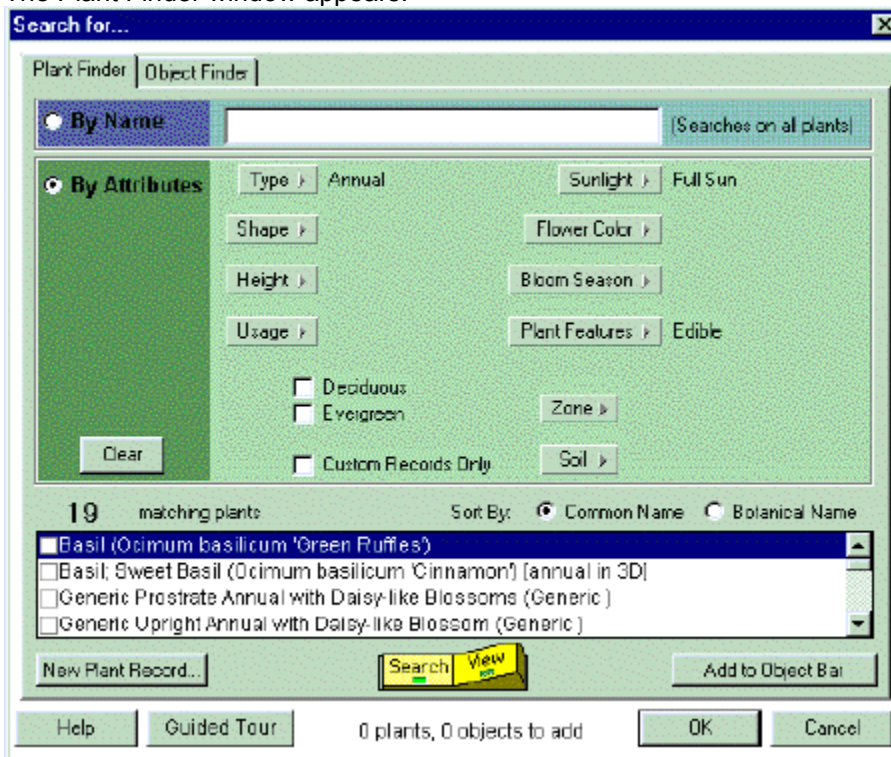 The Plant Finder window appears.
Search for...
Plant Finder Object Finder
By Name (Searches on all plants)
By Attributes Type Annual Sunlight Full Sun
Shape Flower Color
Height Bloom Season
Usage Plant Features Edible
Deciduous
Evergreen Zone
Clear Custom Records Only Soil
19 matching plants Sort By: Common Name Botanical Name
Basil (Ocimum basilicum 'Green Ruffles')
Basil; Sweet Basil (Ocimum basilicum 'Cinnamon') [annual in 3D]
Generic Prostrate Annual with Daisy-like Blossoms (Generic )
Generic Upright Annual with Daisy-like Blossom (Generic )
New Plant Record... Search View Add to Object Bar
Help Guided Tour 0 plants, 0 objects to add OK Cancel